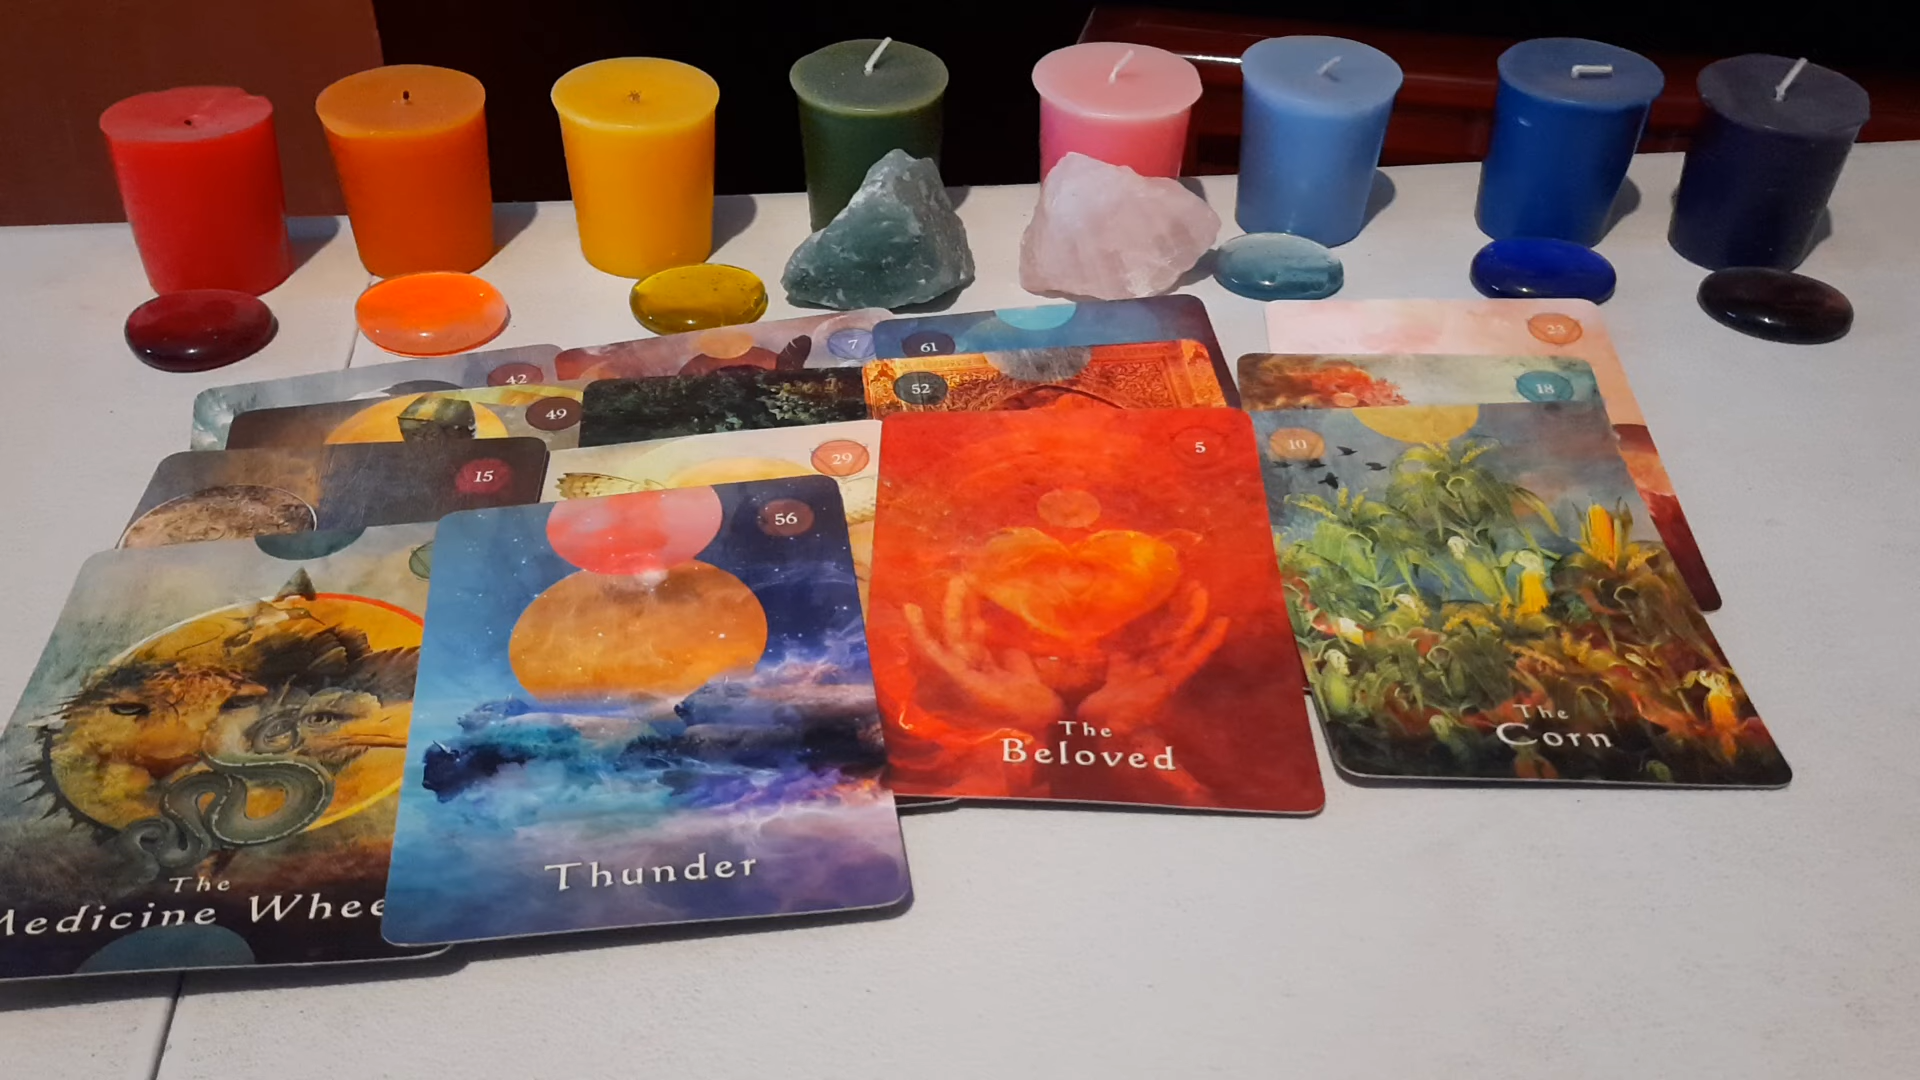 7
61
23
42
52
18
49
29
10
5
15
56
The
Beloved
The
Corn
Thunder
The
Medicine Whee